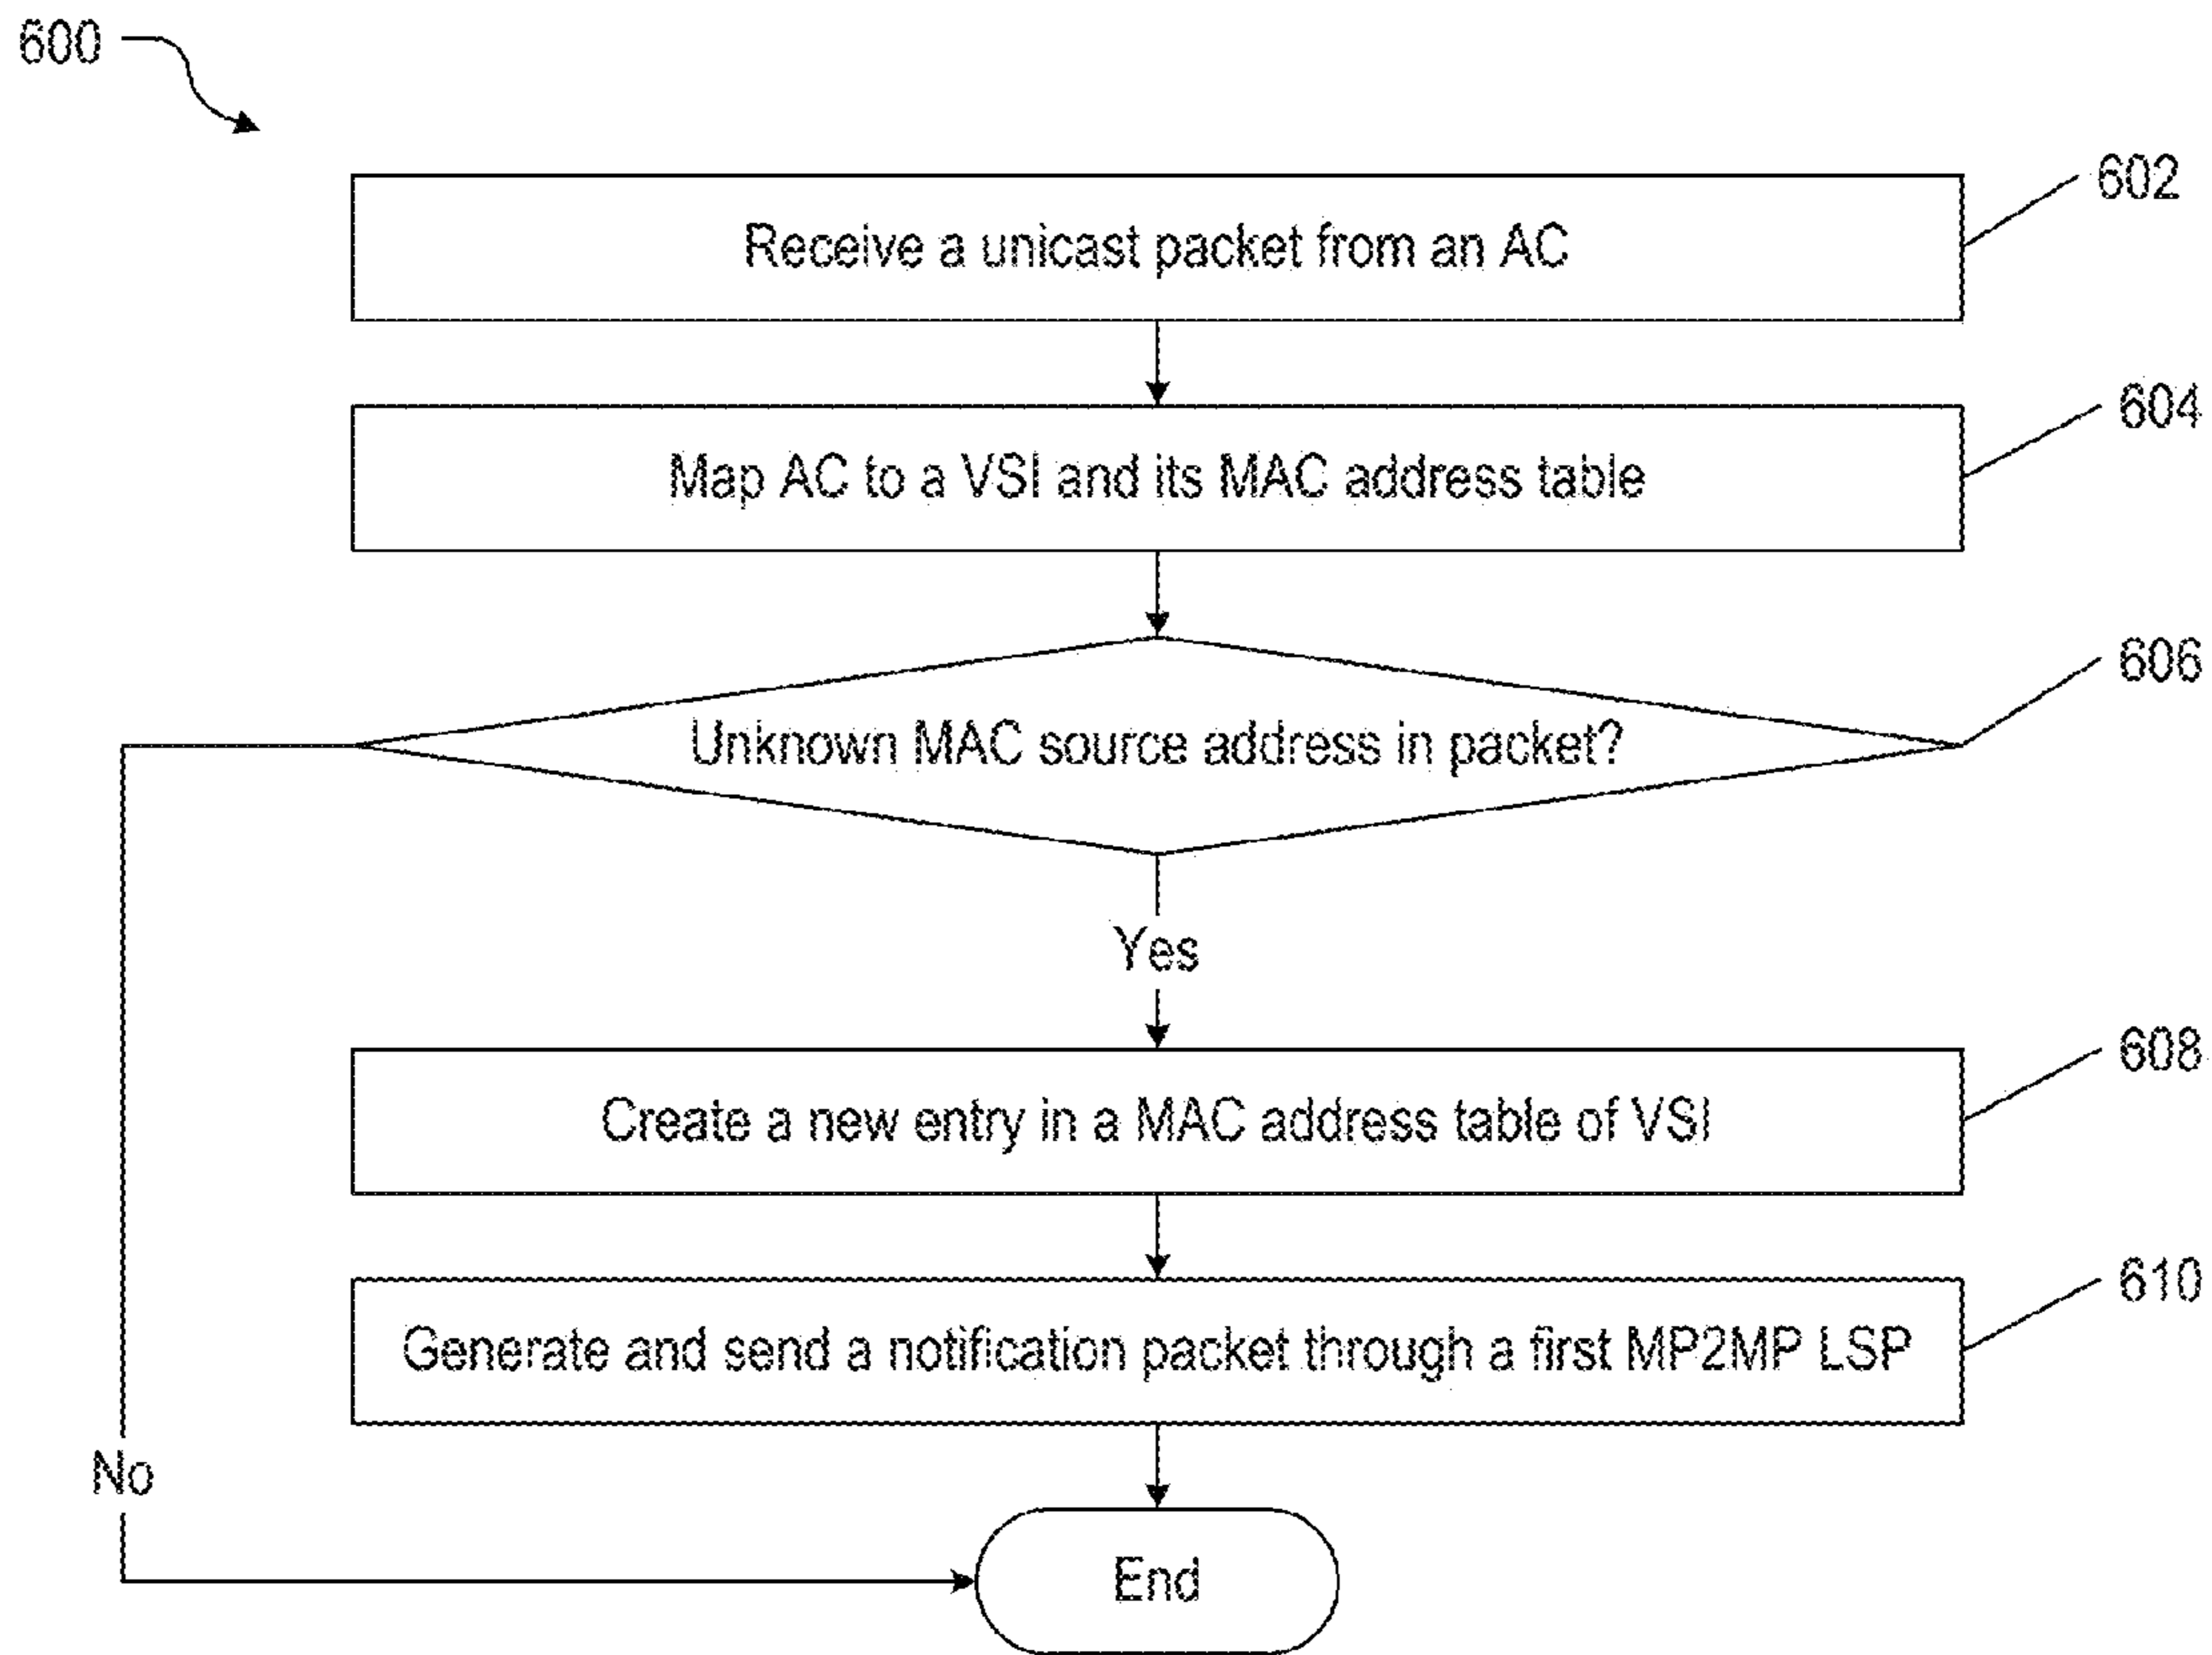 600
602
Receive a unicast packet from an AC
604
Map AC to a VSI and its MAC address table
606
Unknown MAC source address in packet?
Yes
608
Create a new entry in a MAC address table of VSI
610
Generate and send a notification packet through a first MP2MP LSP
No
End